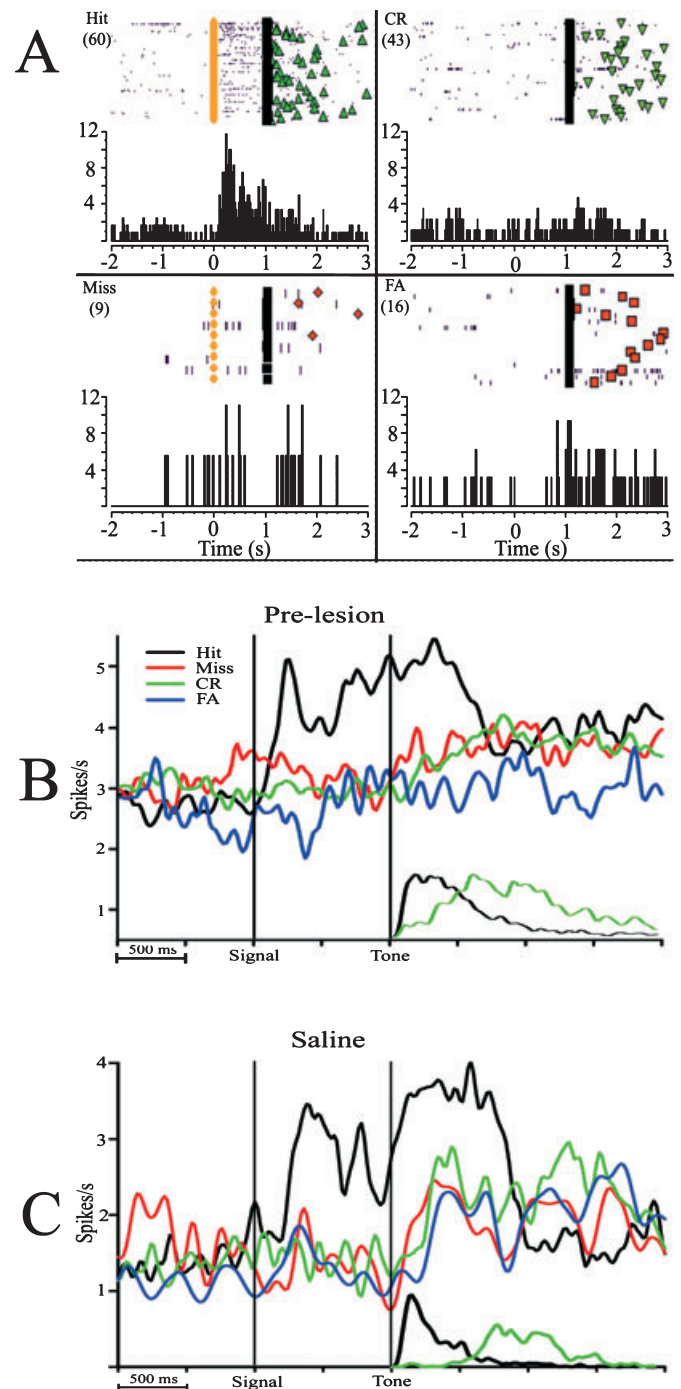 A
Hit
(60)
CR
(43)
12
8
4
-2 -1 0 1 2 3
12
8
4
-2 -1 0 1 2 3
Miss
(9)
FA
(16)
12
8
4
-2 -1 0 1 2 3
Time (s)
12
8
4
-2 -1 0 1 2 3
Time (s)
B
Pre-lesion
Hit
Miss
CR
FA
5
4
3
2
1
Spikes/s
500 ms
Signal
Tone
C
Saline
4
3
2
1
Spikes/s
500 ms
Signal
Tone